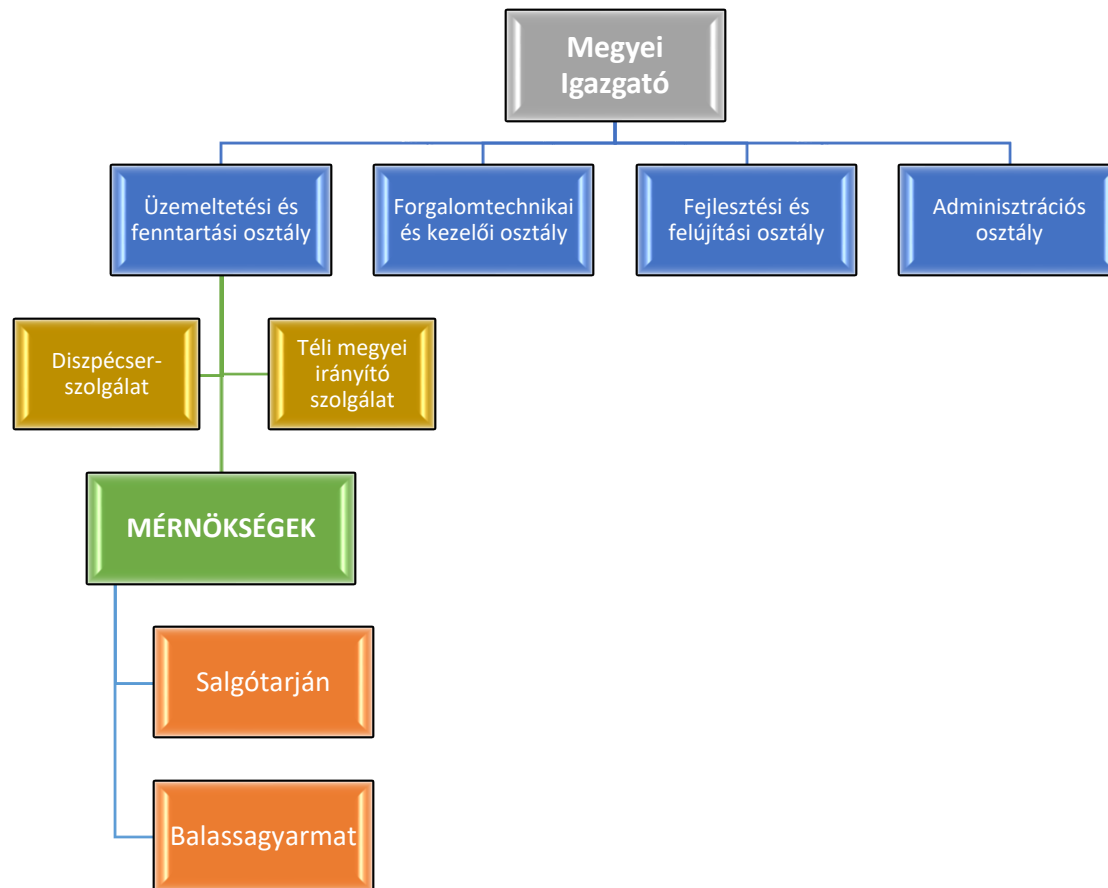 Megyei
Igazgató
Üzemeltetési és
fenntartási osztály
Forgalomtechnikai
és kezelői osztály
Fejlesztési és
felújítási osztály
Adminisztrációs
osztály
Diszpécser-
szolgálat
Téli megyei
irányító
szolgálat
MÉRNÖKSÉGEK
Salgótarján
Balassagyarmat